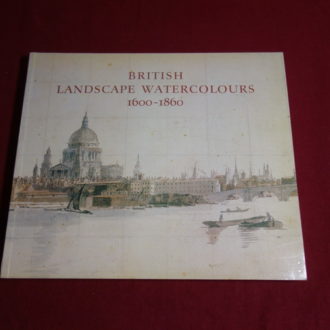 BRITISH
LANDSCAPE WATERCOLOURS
1600-1860